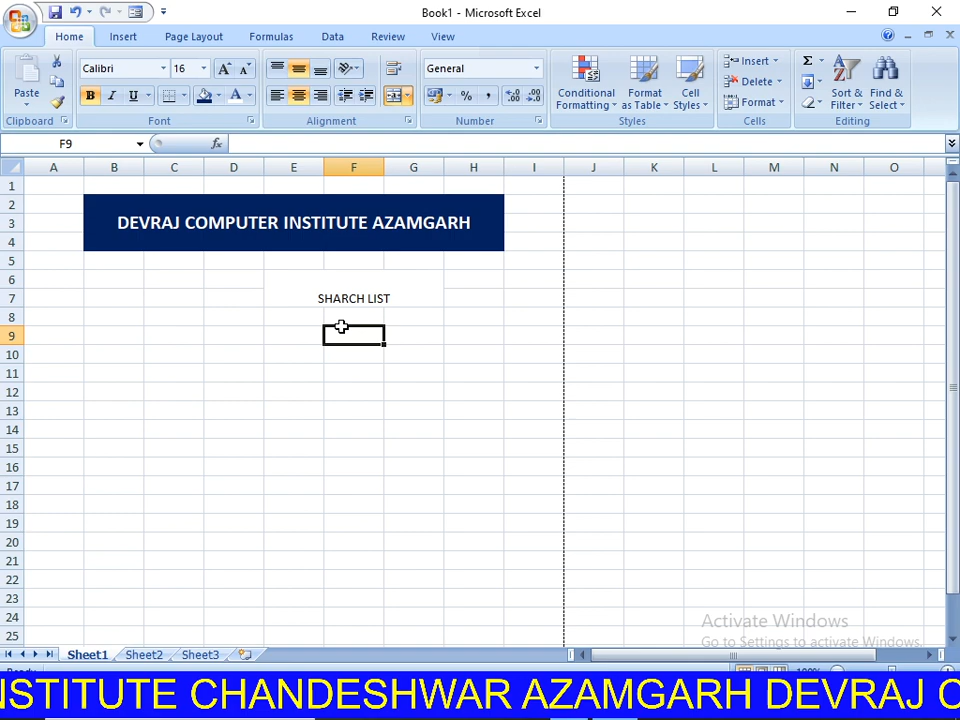 Book1 - Microsoft Excel
Home Insert Page Layout Formulas Data Review View
Calibri 16 General Insert Σ
Delete
Paste B I U A % , .00 Conditional Formatting Format as Table Cell Styles Format Sort & Filter Find & Select
Clipboard Font Alignment Number Styles Cells Editing
F9 fx
A B C D E F G H I J K L M N O
1
2
3 DEVRAJ COMPUTER INSTITUTE AZAMGARH
4
5
6
7 SHARCH LIST
8
9
10
11
12
13
14
15
16
17
18
19
20
21
22
23
24 Activate Windows
25 Go to Settings to activate Windows.
Sheet1 Sheet2 Sheet3
NSTITUTE CHANDESHWAR AZAMGARH DEVRAJ C